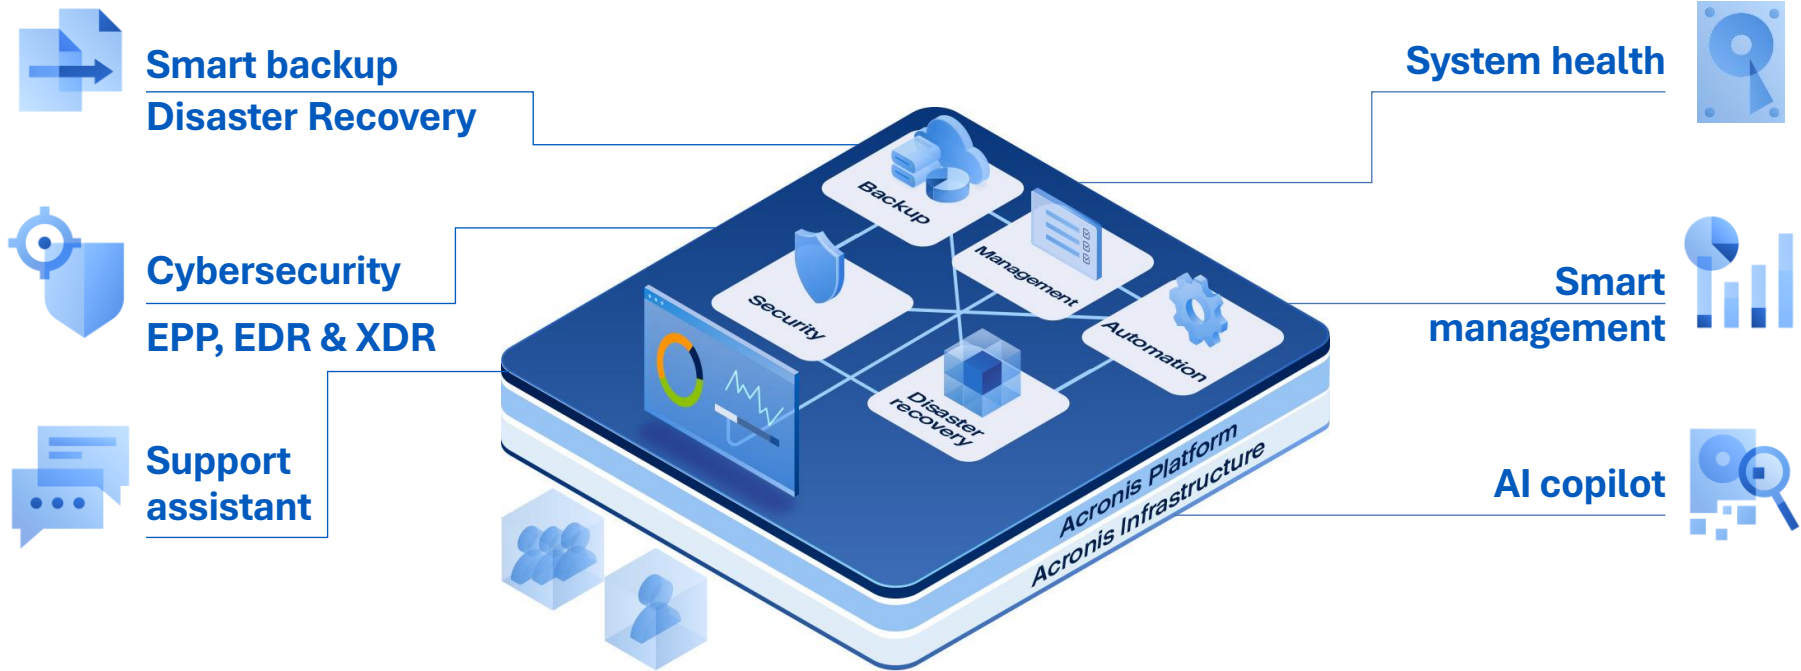 Smart backup
Disaster Recovery
Cybersecurity
EPP, EDR & XDR
Support
assistant
System health
Smart
management
AI copilot
Backup
Management
Security
Automation
Disaster
recovery
Acronis Platform
Acronis Infrastructure